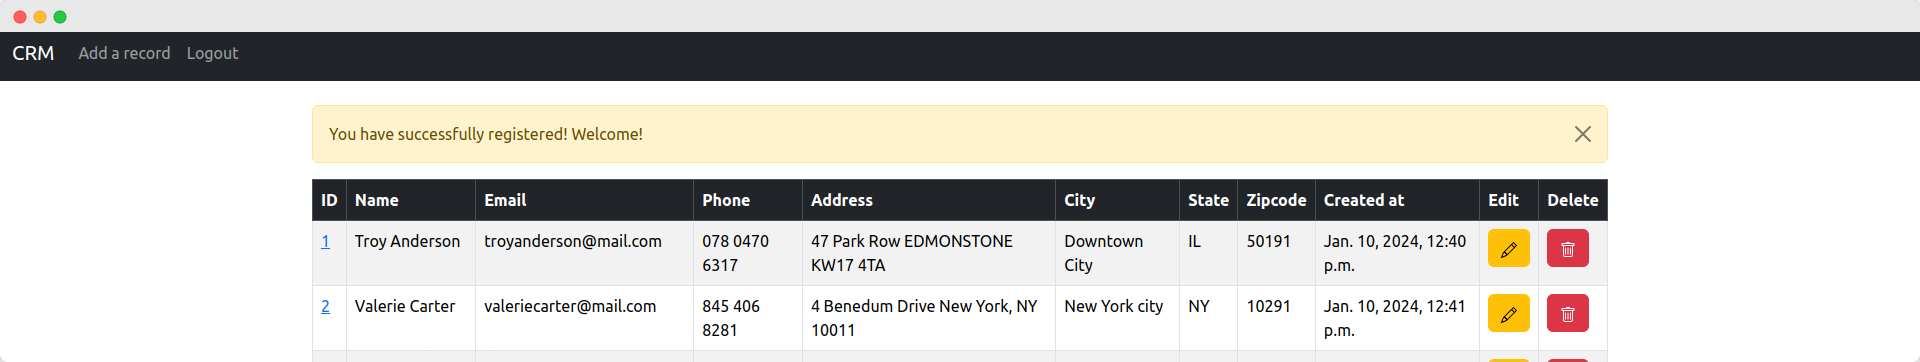 CRM Add a record Logout
You have successfully registered! Welcome!
ID Name Email Phone Address City State Zipcode Created at Edit Delete
1 Troy Anderson troyanderson@mail.com 078 0470 47 Park Row EDMONSTONE Downtown IL 50191 Jan. 10, 2024, 12:40
6317 KW17 4TA City p.m.
2 Valerie Carter valeriecarter@mail.com 845 406 4 Benedum Drive New York, NY New York city NY 10291 Jan. 10, 2024, 12:41
8281 10011 p.m.